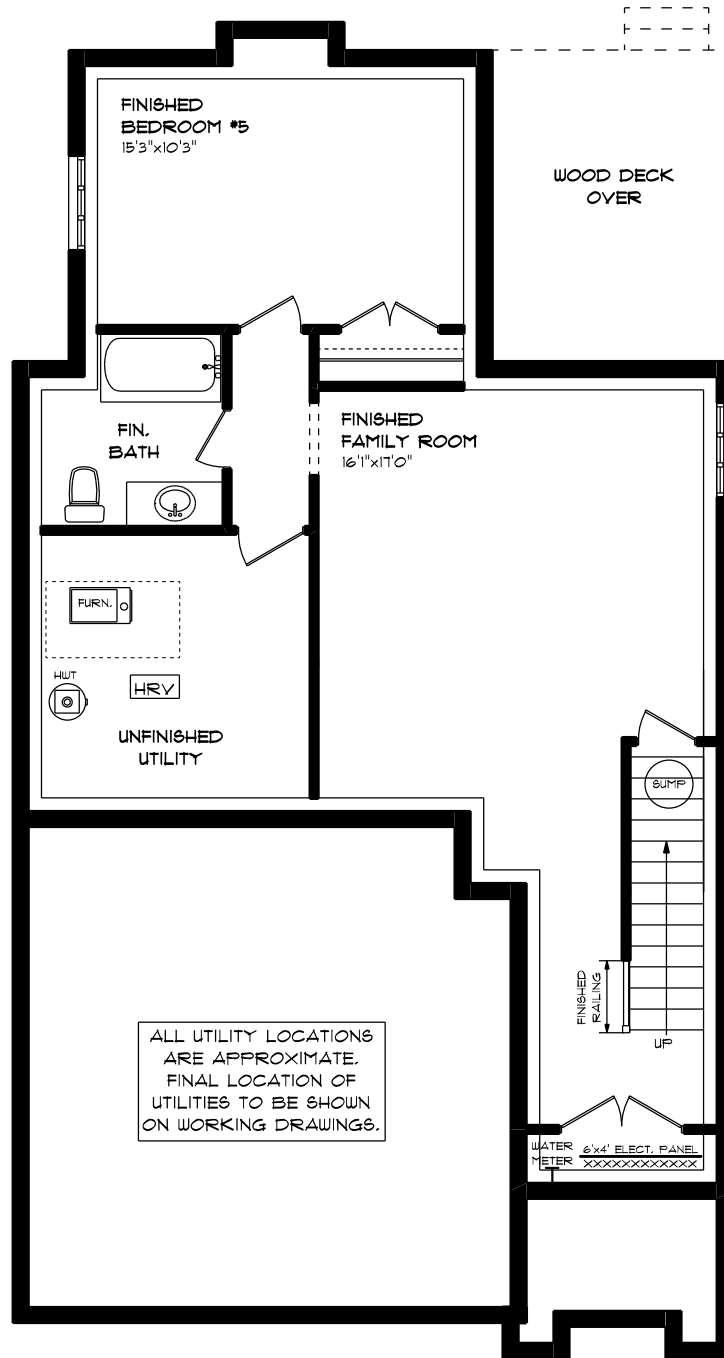 FINISHED
BEDROOM #5
15'3"x10'3"
WOOD DECK
OVER
FIN.
BATH
FINISHED
FAMILY ROOM
16'1"x17'0"
FURN.
HWT
HRV
UNFINISHED
UTILITY
SUMP
FINISHED
RAILING
UP
ALL UTILITY LOCATIONS
ARE APPROXIMATE.
FINAL LOCATION OF
UTILITIES TO BE SHOWN
ON WORKING DRAWINGS.
WATER
METER
6'x4' ELECT. PANEL
XXXXXXXXXXXX